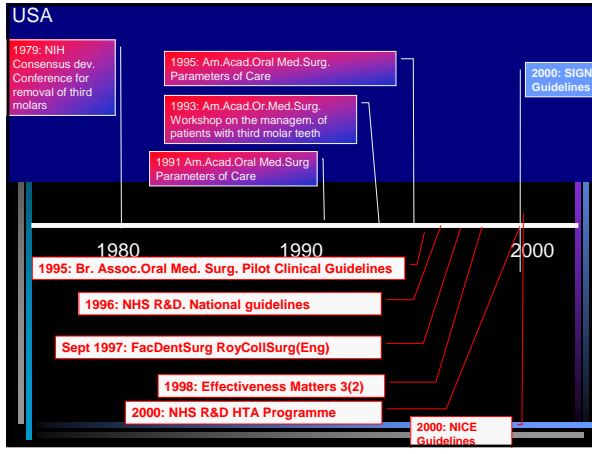 USA
1979: NIH
Consensus dev.
Conference for
removal of third
molars
1995: Am.Acad.Oral Med.Surg.
Parameters of Care
2000: SIGN
Guidelines
1993: Am.Acad.Or.Med.Surg.
Workshop on the managem. of
patients with third molar teeth
1991 Am.Acad.Oral Med.Surg
Parameters of Care
1980 1990 2000
1995: Br. Assoc.Oral Med. Surg. Pilot Clinical Guidelines
1996: NHS R&D. National guidelines
Sept 1997: FacDentSurg RoyCollSurg(Eng)
1998: Effectiveness Matters 3(2)
2000: NHS R&D HTA Programme
2000: NICE
Guidelines